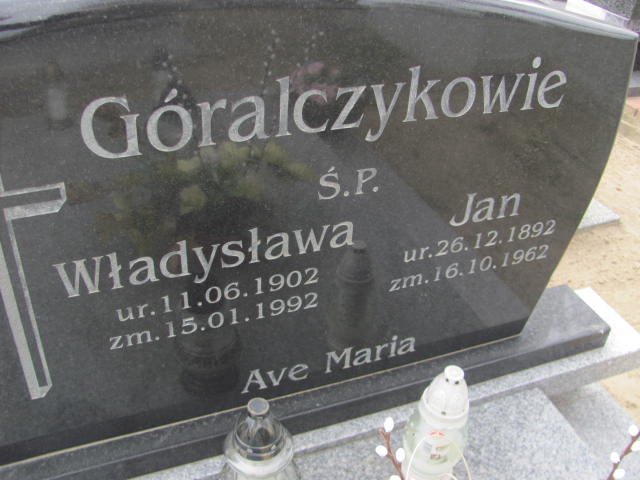 Góralczykowie
Ś.P.
Władysława
ur.11.06.1902
zm.15.01.1992
Jan
ur.26.12.1892
zm.16.10.1962
Ave Maria